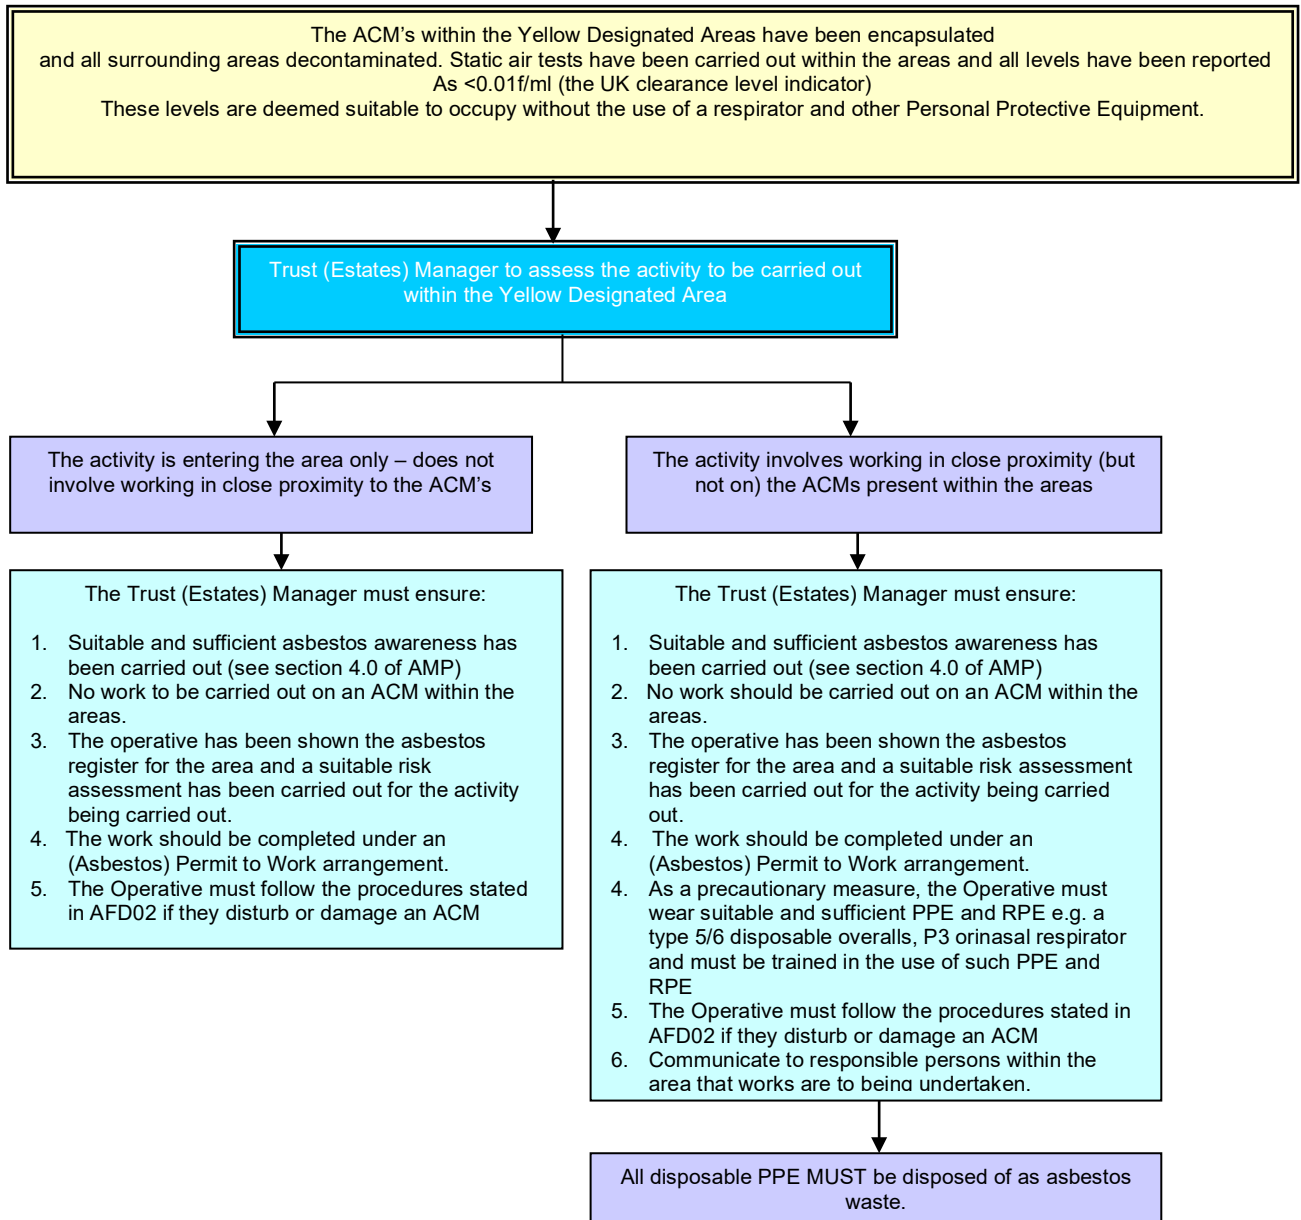 The ACM's within the Yellow Designated Areas have been encapsulated
and all surrounding areas decontaminated. Static air tests have been carried out within the areas and all levels have been reported
As <0.01f/ml (the UK clearance level indicator)
These levels are deemed suitable to occupy without the use of a respirator and other Personal Protective Equipment.
Trust (Estates) Manager to assess the activity to be carried out
within the Yellow Designated Area
The activity is entering the area only – does not
involve working in close proximity to the ACM's
The activity involves working in close proximity (but
not on) the ACMs present within the areas
The Trust (Estates) Manager must ensure:
1. Suitable and sufficient asbestos awareness has
been carried out (see section 4.0 of AMP)
2. No work to be carried out on an ACM within the
areas.
3. The operative has been shown the asbestos
register for the area and a suitable risk
assessment has been carried out for the activity
being carried out.
4. The work should be completed under an
(Asbestos) Permit to Work arrangement.
5. The Operative must follow the procedures stated
in AFD02 if they disturb or damage an ACM
The Trust (Estates) Manager must ensure:
1. Suitable and sufficient asbestos awareness has
been carried out (see section 4.0 of AMP)
2. No work should be carried out on an ACM within the
areas.
3. The operative has been shown the asbestos
register for the area and a suitable risk assessment
has been carried out for the activity being carried
out.
4. The work should be completed under an
(Asbestos) Permit to Work arrangement.
4. As a precautionary measure, the Operative must
wear suitable and sufficient PPE and RPE e.g. a
type 5/6 disposable overalls, P3 orinasal respirator
and must be trained in the use of such PPE and
RPE
5. The Operative must follow the procedures stated in
AFD02 if they disturb or damage an ACM
6. Communicate to responsible persons within the
area that works are to being undertaken.
All disposable PPE MUST be disposed of as asbestos
waste.